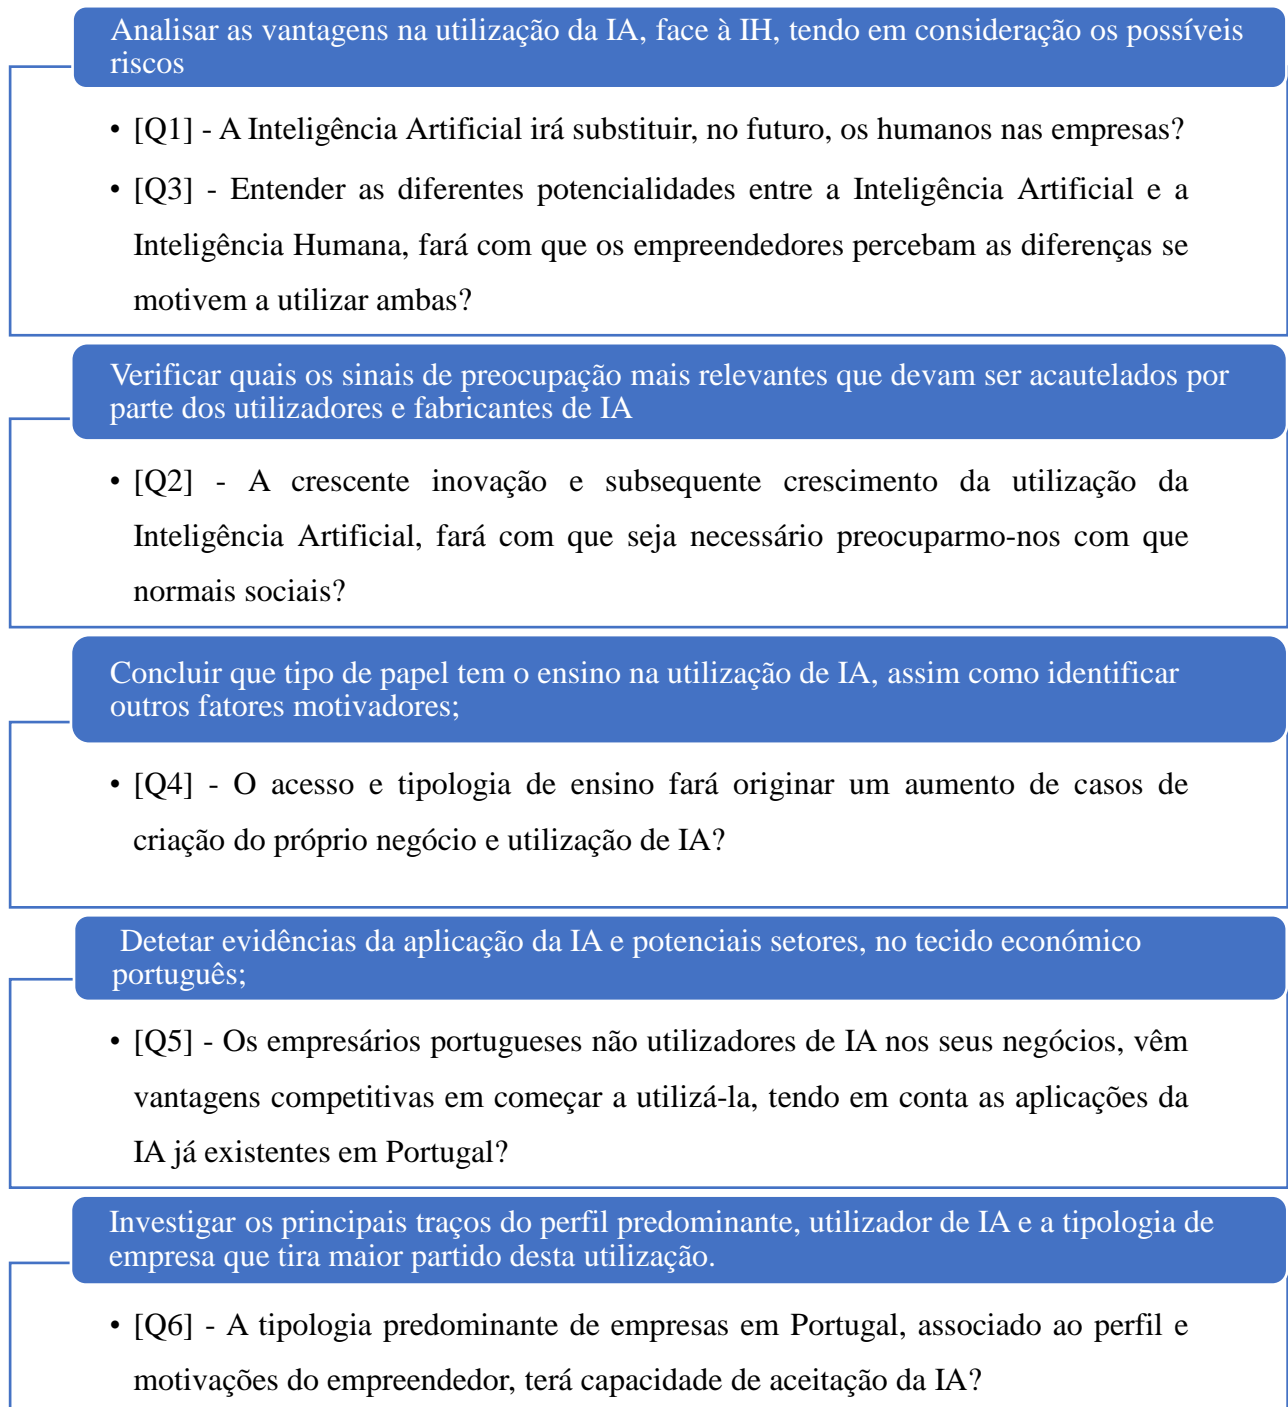 Analisar as vantagens na utilização da IA, face à IH, tendo em consideração os possíveis
riscos
• [Q1] - A Inteligência Artificial irá substituir, no futuro, os humanos nas empresas?
• [Q3] - Entender as diferentes potencialidades entre a Inteligência Artificial e a
Inteligência Humana, fará com que os empreendedores percebam as diferenças se
motivem a utilizar ambas?
Verificar quais os sinais de preocupação mais relevantes que devam ser acautelados por
parte dos utilizadores e fabricantes de IA
• [Q2] - A crescente inovação e subsequente crescimento da utilização da
Inteligência Artificial, fará com que seja necessário preocuparmo-nos com que
normais sociais?
Concluir que tipo de papel tem o ensino na utilização de IA, assim como identificar
outros fatores motivadores;
• [Q4] - O acesso e tipologia de ensino fará originar um aumento de casos de
criação do próprio negócio e utilização de IA?
Detetar evidências da aplicação da IA e potenciais setores, no tecido económico
português;
• [Q5] - Os empresários portugueses não utilizadores de IA nos seus negócios, vêm
vantagens competitivas em começar a utilizá-la, tendo em conta as aplicações da
IA já existentes em Portugal?
Investigar os principais traços do perfil predominante, utilizador de IA e a tipologia de
empresa que tira maior partido desta utilização.
• [Q6] - A tipologia predominante de empresas em Portugal, associado ao perfil e
motivações do empreendedor, terá capacidade de aceitação da IA?